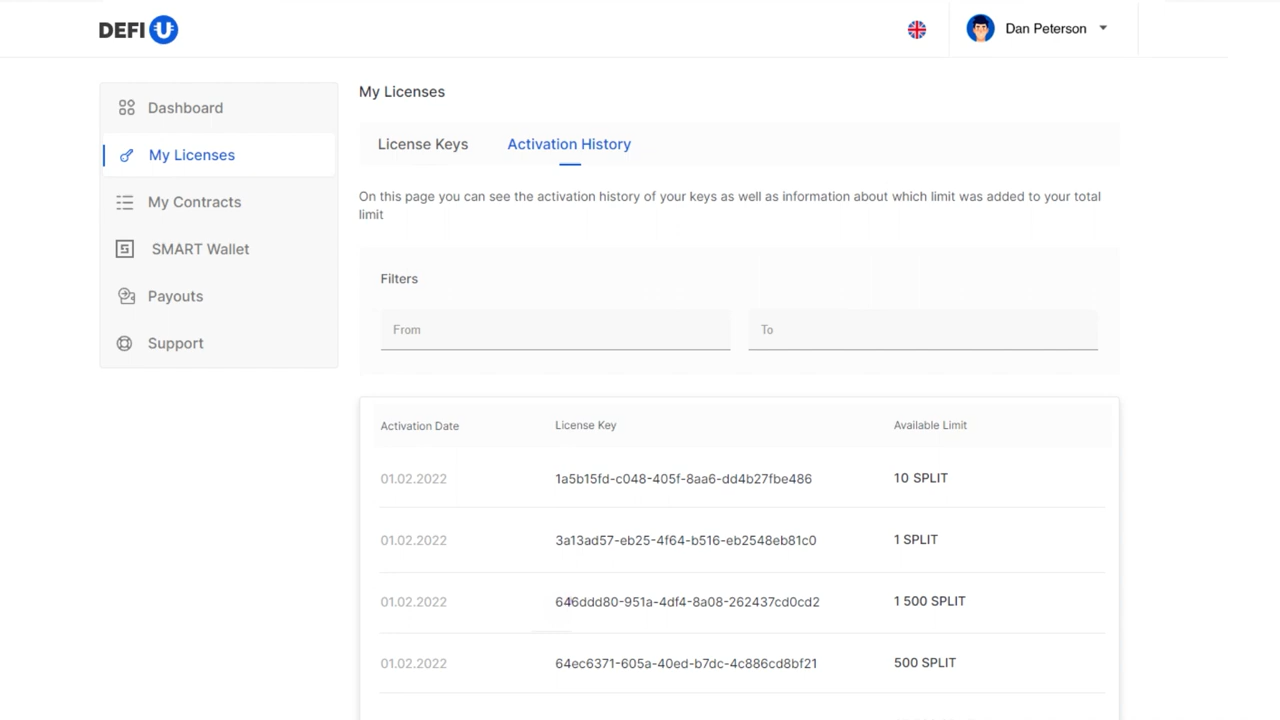 DEFI U
Dan Peterson
Dashboard
My Licenses
My Contracts
SMART Wallet
Payouts
Support
My Licenses
License Keys Activation History
On this page you can see the activation history of your keys as well as information about which limit was added to your total
limit
Filters
From To
Activation Date License Key Available Limit
01.02.2022 1a5b15fd-c048-405f-8aa6-dd4b27fbe486 10 SPLIT
01.02.2022 3a13ad57-eb25-4f64-b516-eb2548eb81c0 1 SPLIT
01.02.2022 646ddd80-951a-4df4-8a08-262437cd0cd2 1 500 SPLIT
01.02.2022 64ec6371-605a-40ed-b7dc-4c886cd8bf21 500 SPLIT